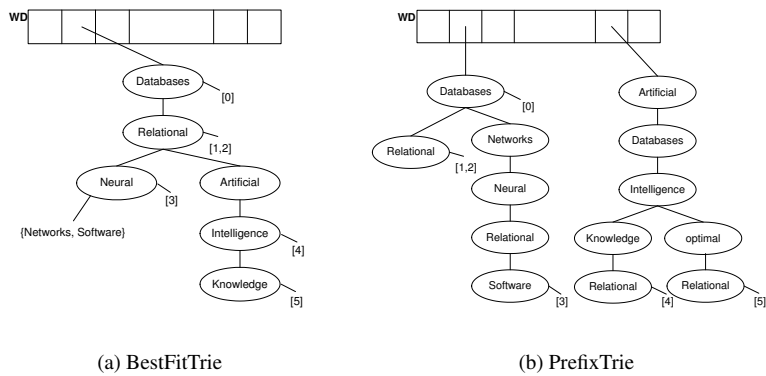 WD
Databases
[0]
Relational
[1,2]
Neural
Artificial
[3]
{Networks, Software}
Intelligence
[4]
Knowledge
[5]
(a) BestFitTrie
WD
Databases
Artificial
[0]
Relational
Networks
Databases
[1,2]
Neural
Intelligence
Relational
Knowledge
optimal
Software
Relational
Relational
[3]
[4]
[5]
(b) PrefixTrie